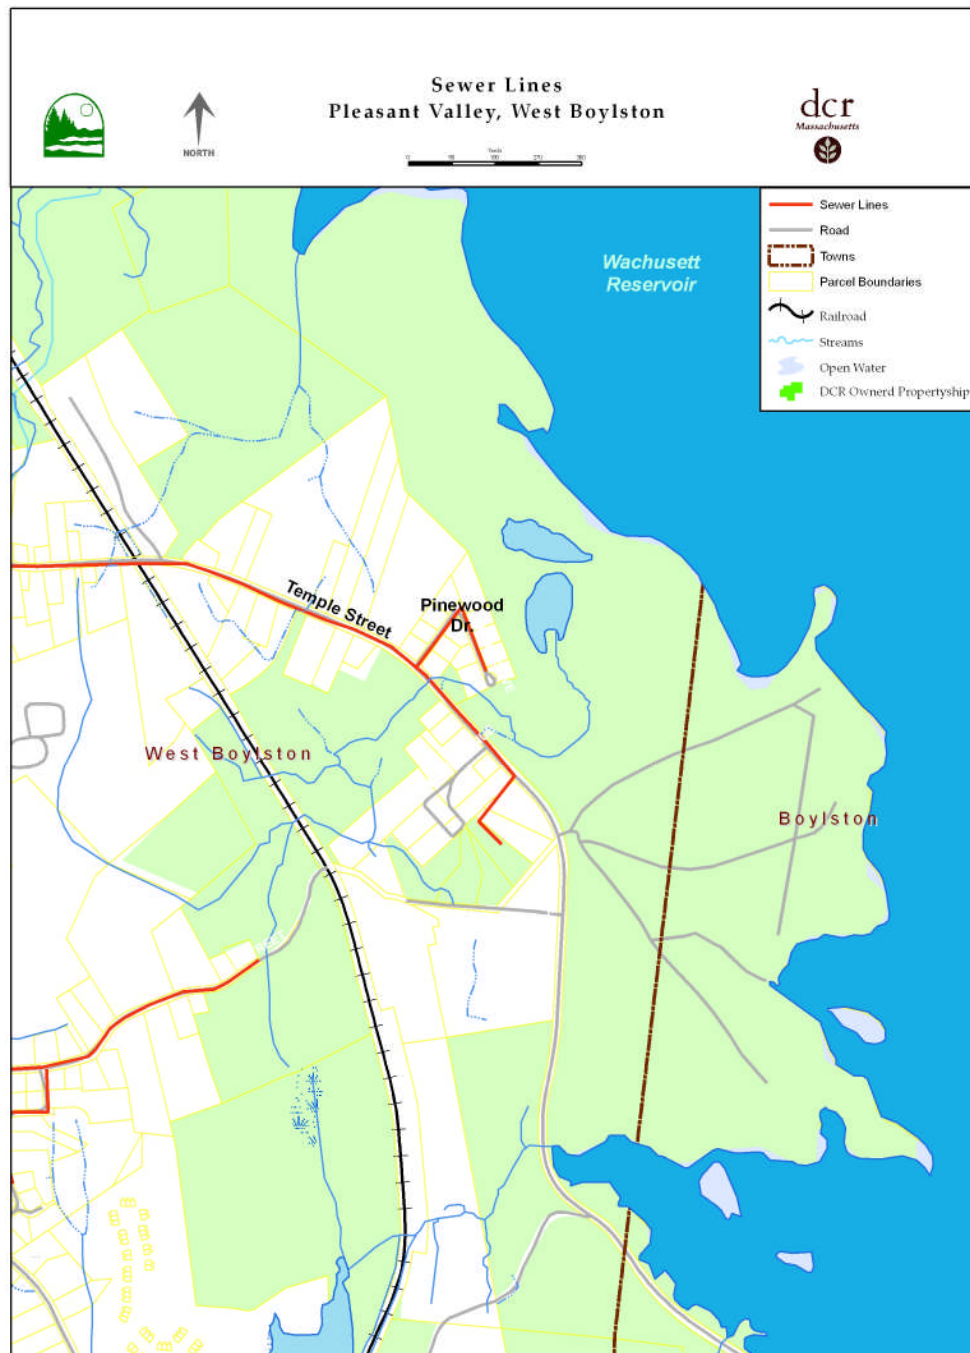 Sewer Lines
Pleasant Valley, West Boylston
NORTH
Yards
dcr
Massachusetts
Sewer Lines
Road
Towns
Parcel Boundaries
Railroad
Streams
Open Water
DCR Ownerd Propertyship
Wachusett
Reservoir
Temple Street
Pinewood
Dr.
West Boylston
Boylston